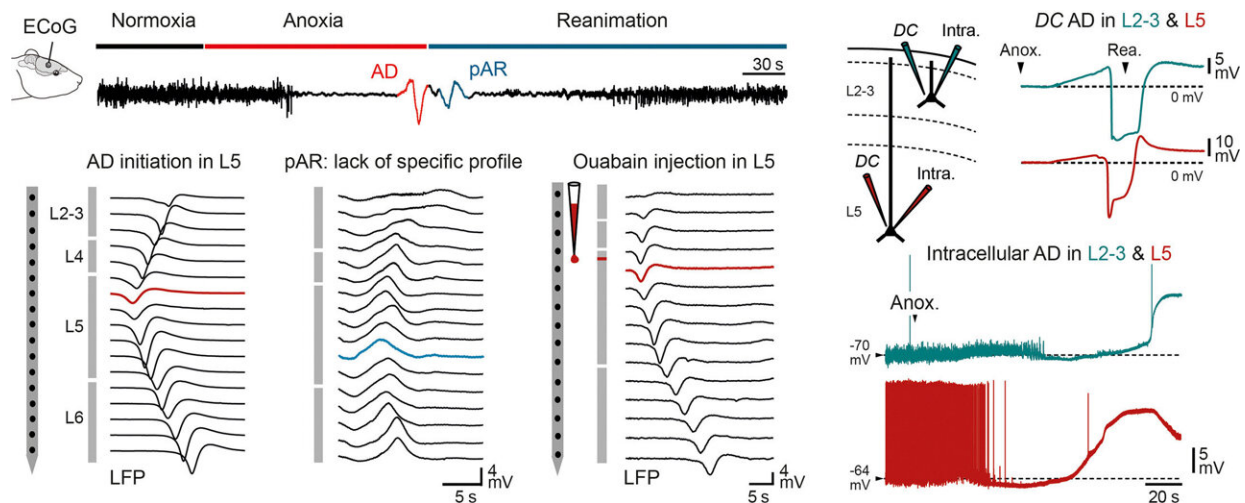 ECoG
Normoxia
Anoxia
Reanimation
AD
pAR
30 s
AD initiation in L5
L2-3
L4
L5
L6
LFP
pAR: lack of specific profile
4
mV
5 s
Ouabain injection in L5
LFP
4
mV
5 s
DC
Intra.
L2-3
DC
Intra.
L5
DC AD in L2-3 & L5
Anox.
Rea.
5
mV
0 mV
10
mV
0 mV
Intracellular AD in L2-3 & L5
Anox.
-70
mV
-64
mV
5
mV
20 s